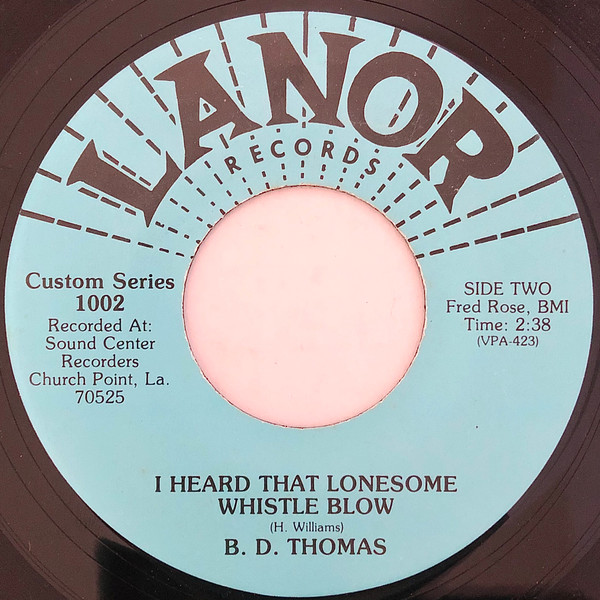 LANOR
RECORDS
Custom Series
1002
Recorded At:
Sound Center
Recorders
Church Point, La.
70525
SIDE TWO
Fred Rose, BMI
Time: 2:38
(VPA-423)
I HEARD THAT LONESOME
WHISTLE BLOW
(H. Williams)
B. D. THOMAS